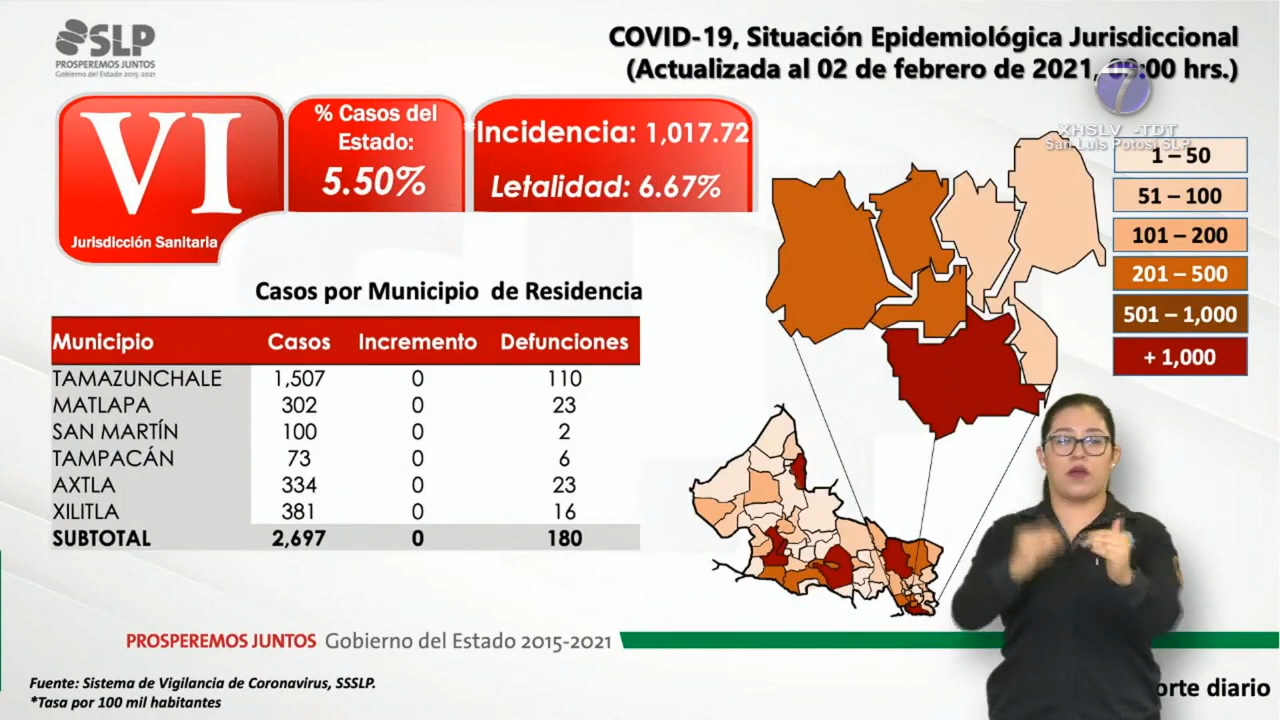 SLP
PROSPEREMOS JUNTOS
Gobierno del Estado 2015-2021
COVID-19, Situación Epidemiológica Jurisdiccional
(Actualizada al 02 de febrero de 2021, 09:00 hrs.)
7
XHSLV -TDT
San Luis Potosí SLP
VI
Jurisdicción Sanitaria
% Casos del
Estado:
5.50%
*Incidencia: 1,017.72
Letalidad: 6.67%
1 – 50
51 – 100
101 – 200
201 – 500
501 – 1,000
+ 1,000
Casos por Municipio de Residencia
Municipio Casos Incremento Defunciones
TAMAZUNCHALE 1,507 0 110
MATLAPA 302 0 23
SAN MARTÍN 100 0 2
TAMPACÁN 73 0 6
AXTLA 334 0 23
XILITLA 381 0 16
SUBTOTAL 2,697 0 180
PROSPEREMOS JUNTOS Gobierno del Estado 2015-2021
Fuente: Sistema de Vigilancia de Coronavirus, SSSLP.
*Tasa por 100 mil habitantes
orte diario